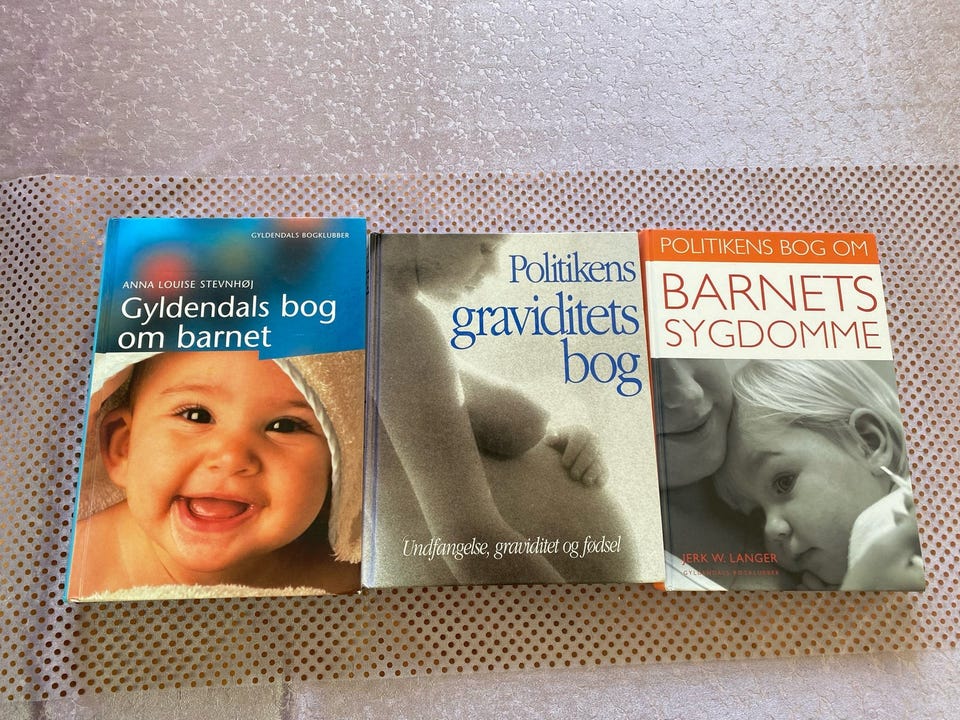 GYLDENDALS BOGKLUBBER
ANNA LOUISE STEVNHØJ
Gyldendals bog
om barnet
Politikens
graviditets
bog
Undfangelse, graviditet og fødsel
POLITIKENS BOG OM
BARNETS
SYGDOMME
JERK W. LANGER
GYLDENDALS BOGKLUBBER